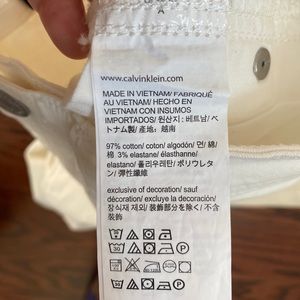 A
www.calvinklein.com
MADE IN VIETNAM/ FABRIQUÉ
AU VIETNAM/ HECHO EN
VIETNAM CON INSUMOS
IMPORTADOS/ 원산지 : 베트남/ ベ
トナム製/ 產地: 越南
97% cotton/ coton/ algodón/ 면/ 綿/
棉 3% elastane/ élasthanne/
elastano/ 폴리우레탄/ ポリウレタ
ン/ 弹性纖維
exclusive of decoration/ sauf
décoration/ excluye la decoración/
장식재 제외/ 装飾部分を除く/ 不含
裝飾